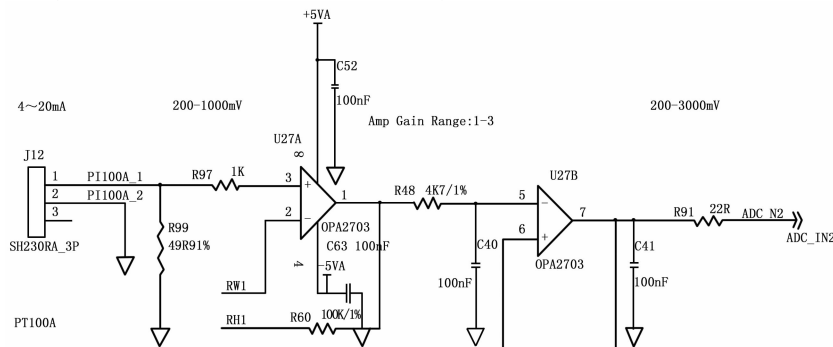 +5VA
C52
100nF
4～20mA
200-1000mV
200-3000mV
Amp Gain Range:1-3
U27A
8
J12
1
PI100A_1
R97
1K
3
+
1
R48
4K7/1%
5
−
U27B
2
PI100A_2
2
−
7
R91
22R
ADC_N2
3
R99
49R91%
OPA2703
6
+
C40
C41
ADC_IN2
SH230RA_3P
C63 100nF
OPA2703
4
−5VA
100nF
100nF
RW1
100K/1%
PT100A
RH1
R60